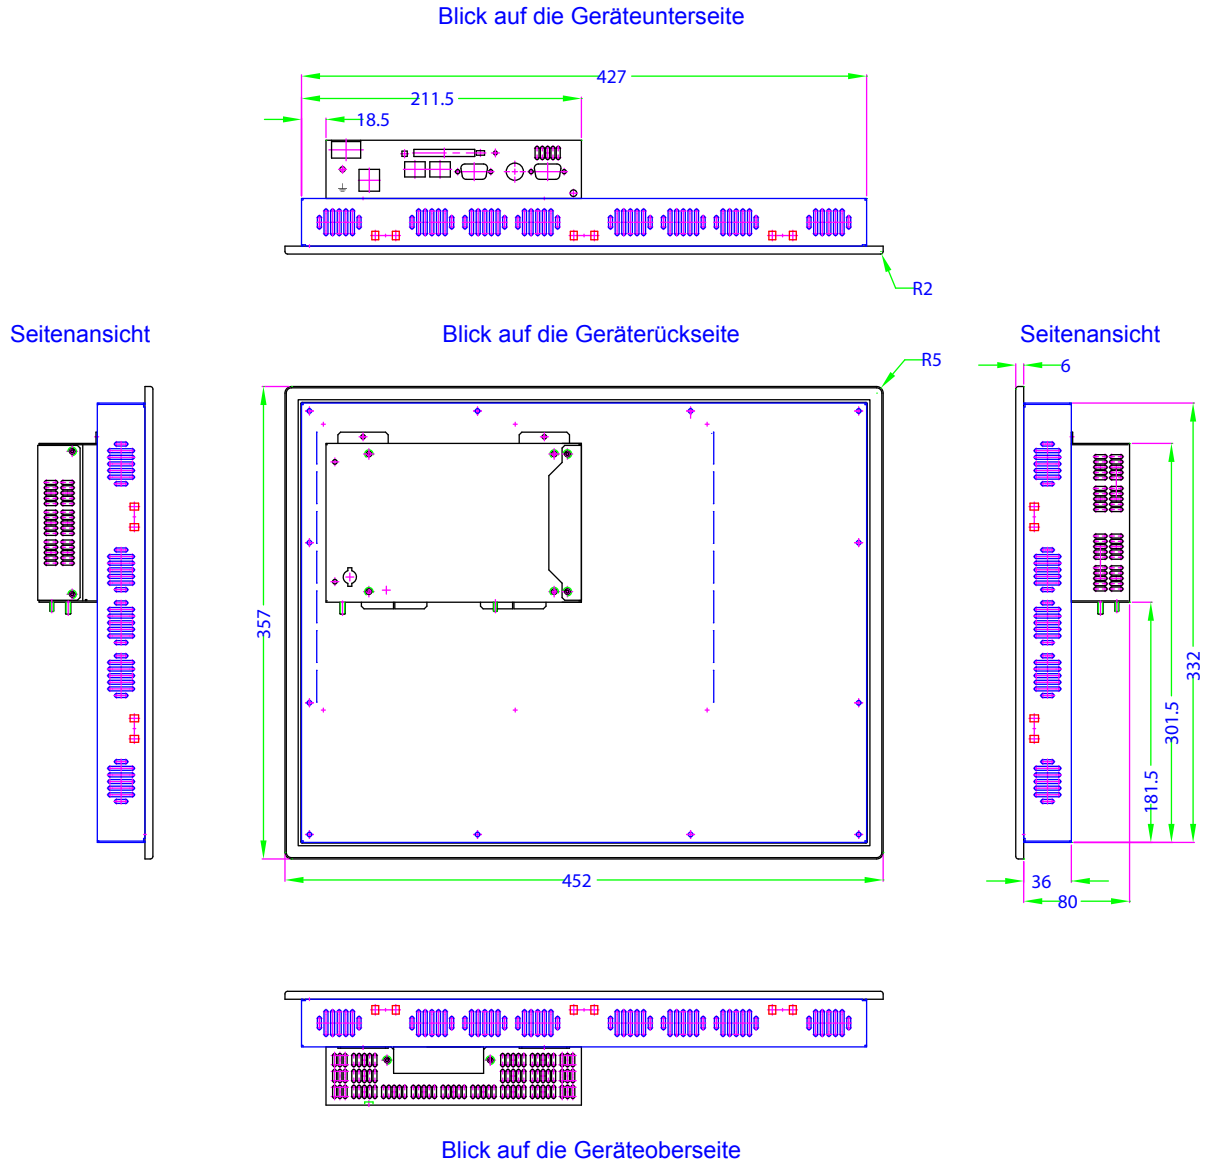 Blick auf die Geräteunterseite
427
211.5
18.5
R2
Seitenansicht
Blick auf die Geräterückseite
Seitenansicht
R5
6
357
332
301.5
181.5
452
36
80
Blick auf die Geräteoberseite